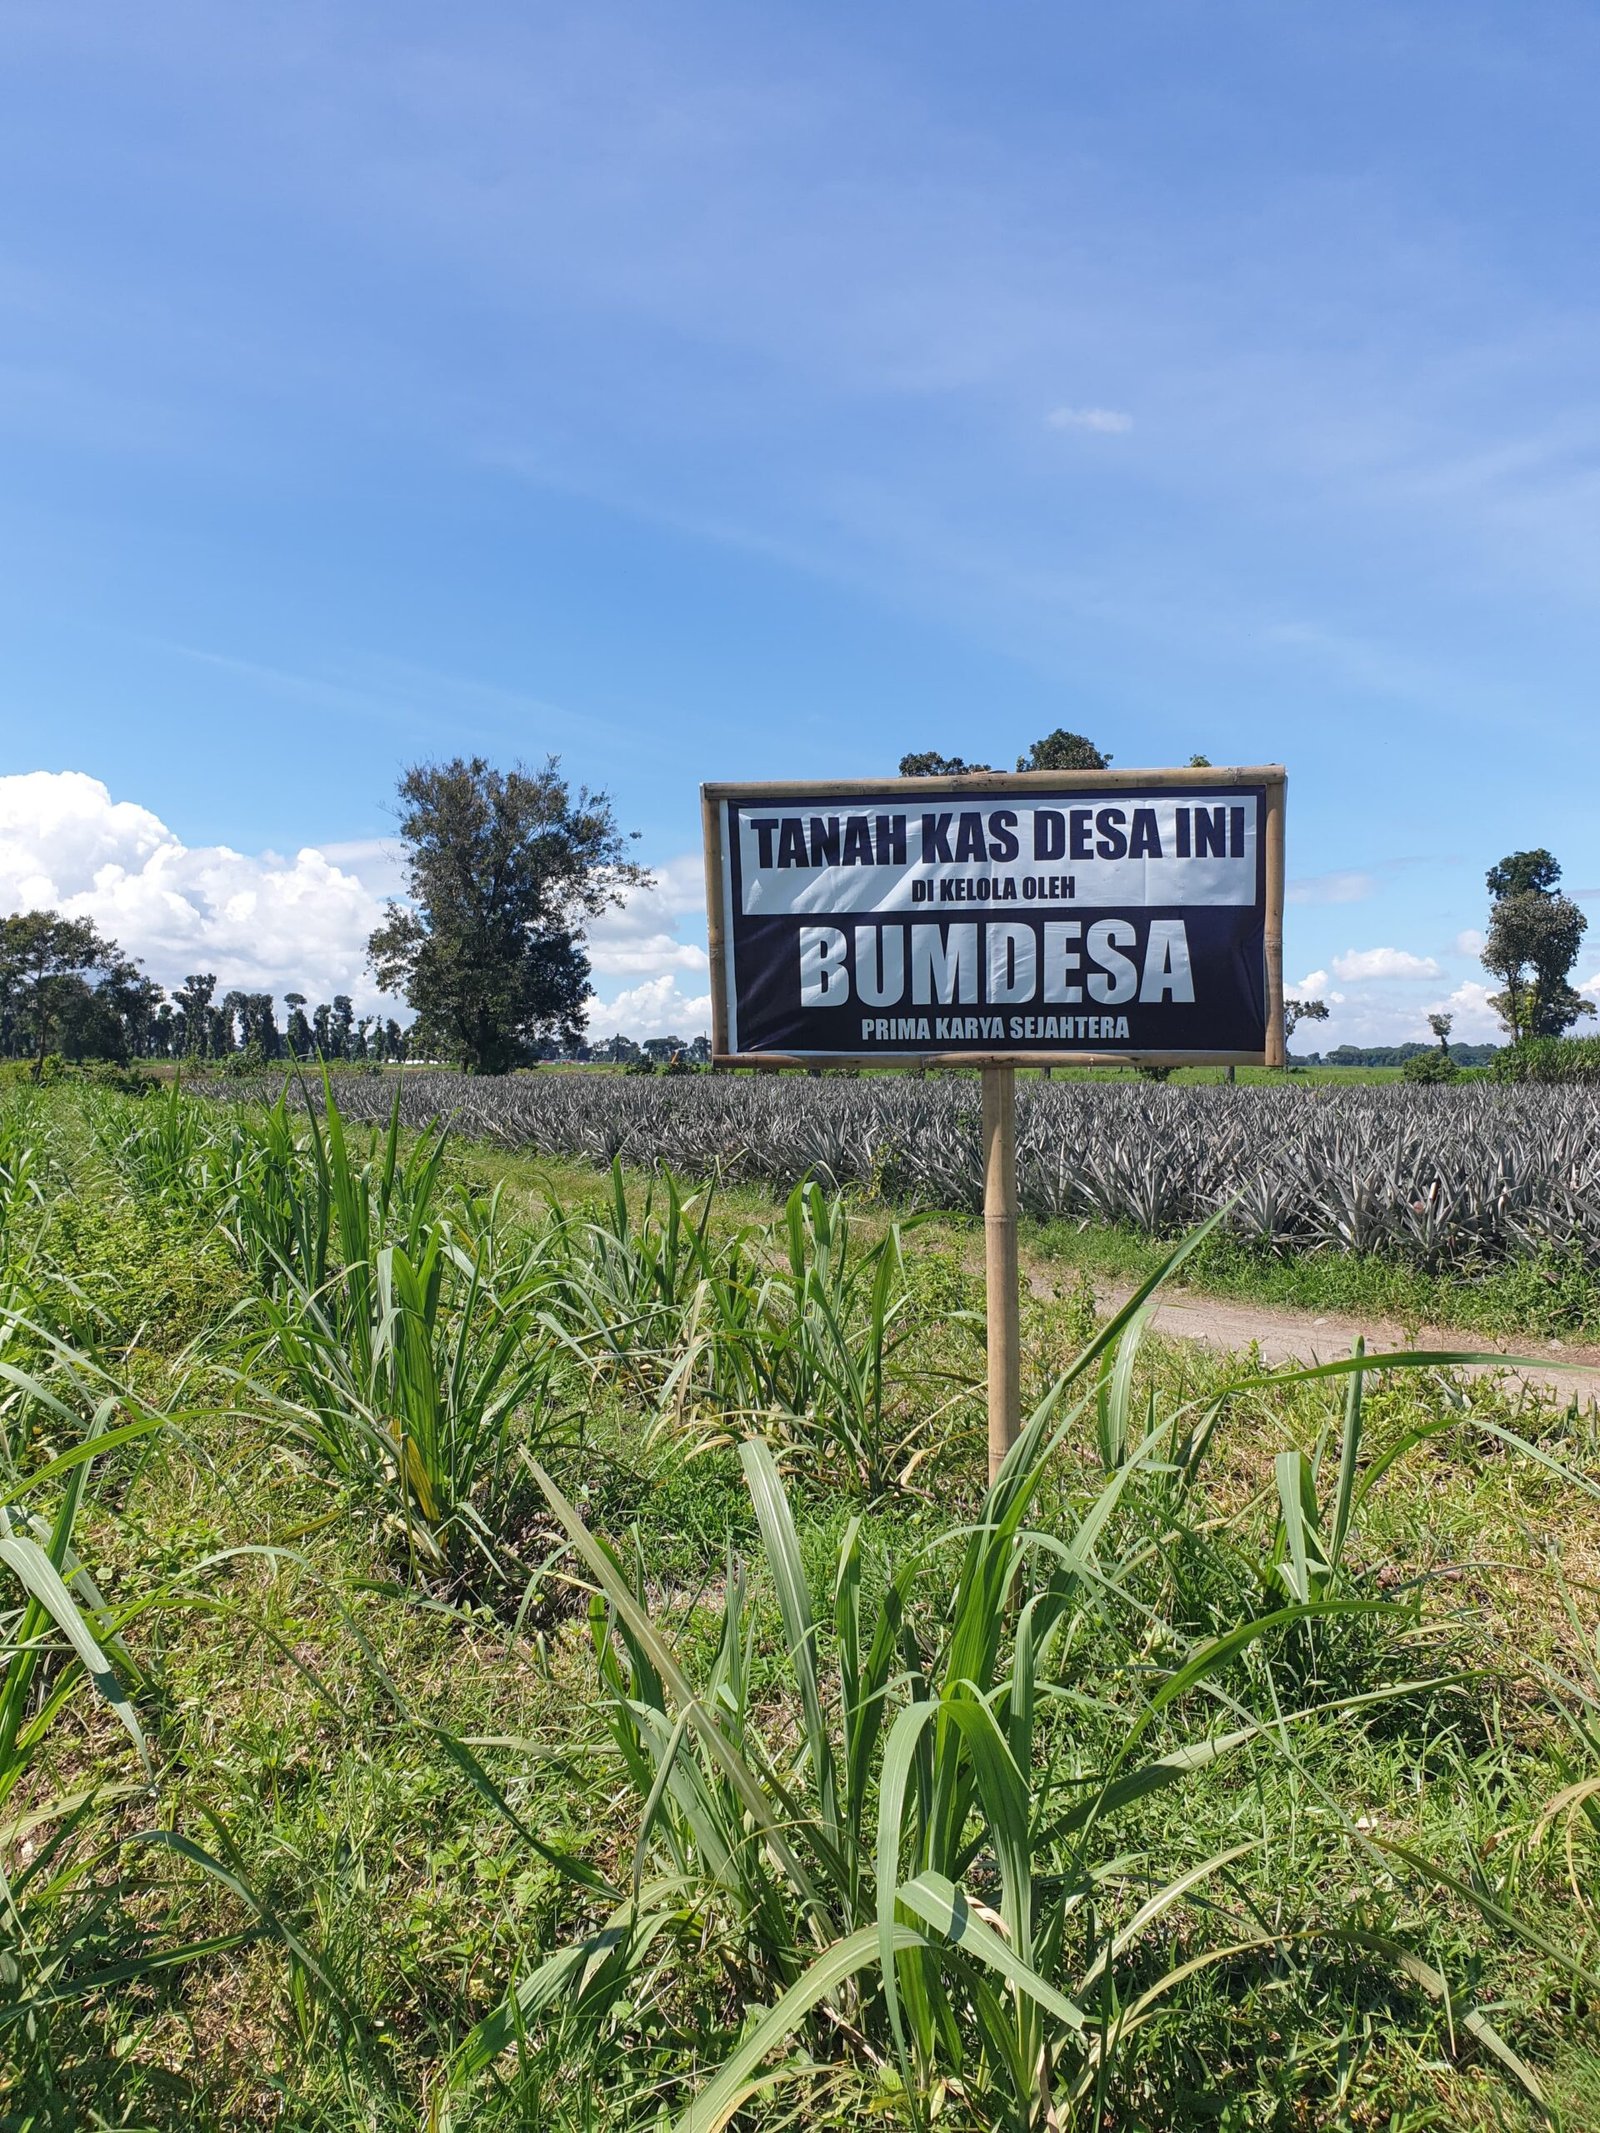 TANAH KAS DESA INI
DI KELOLA OLEH
BUMDESA
PRIMA KARYA SEJAHTERA